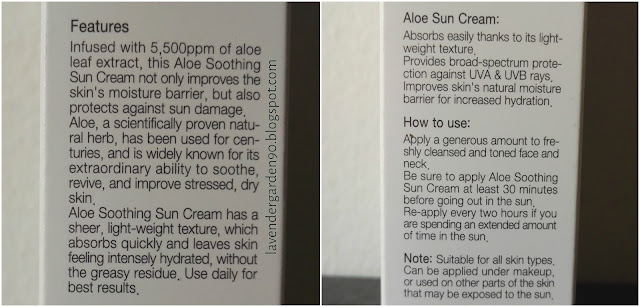 Features
Infused with 5,500ppm of aloe
leaf extract, this Aloe Soothing
Sun Cream not only improves the
skin's moisture barrier, but also
protects against sun damage.
Aloe, a scientifically proven natu-
ral herb, has been used for cen-
turies, and is widely known for its
extraordinary ability to soothe,
revive, and improve stressed, dry
skin.
Aloe Soothing Sun Cream has a
sheer, light-weight texture, which
absorbs quickly and leaves skin
feeling intensely hydrated, without
the greasy residue. Use daily for
best results.
lavendergarden90.blogspot.com
Aloe Sun Cream:
Absorbs easily thanks to its light-
weight texture.
Provides broad-spectrum prote-
ction against UVA & UVB rays.
Improves skin's natural moisture
barrier for increased hydration.
How to use:
Apply a generous amount to fre-
shly cleansed and toned face and
neck.
Be sure to apply Aloe Soothing
Sun Cream at least 30 minutes
before going out in the sun.
Re-apply every two hours if you
are spending an extended amount
of time in the sun.
Note: Suitable for all skin types.
Can be applied under makeup,
or used on other parts of the skin
that may be exposed to the sun.